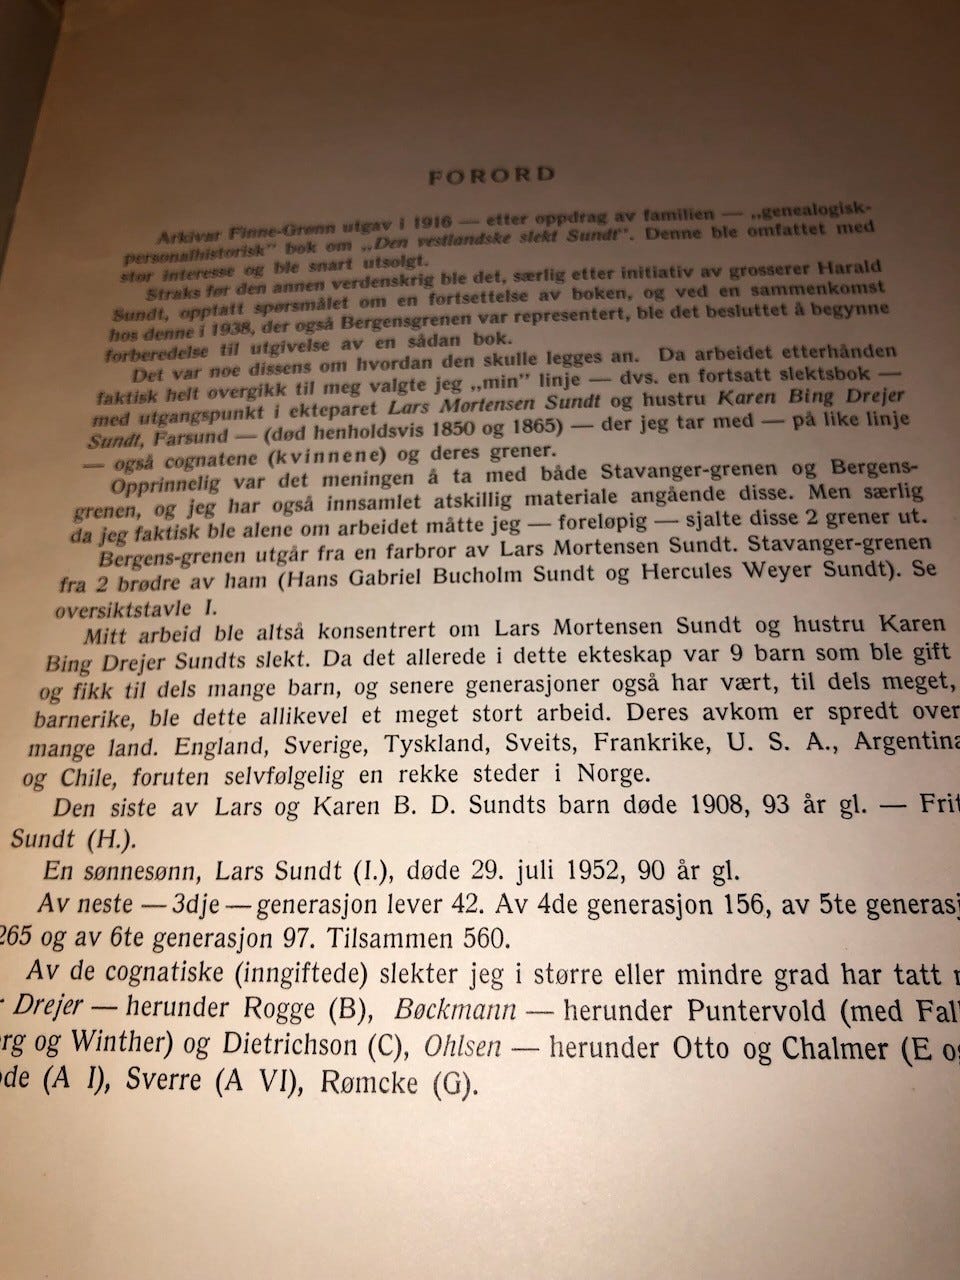 FORORD
Arkivar Finne-Grønn utgav i 1916 — etter oppdrag av familien — „genealogisk-
personalhistorisk" bok om „Den vestlandske slekt Sundt". Denne ble omfattet med
stor interesse og ble snart utsolgt.
Straks før den annen verdenskrig ble det, særlig etter initiativ av grosserer Harald
Sundt, opptatt spørsmålet om en fortsettelse av boken, og ved en sammenkomst
hos denne i 1938, der også Bergensgrenen var representert, ble det besluttet å begynne
forberedelse til utgivelse av en sådan bok.
Det var noe dissens om hvordan den skulle legges an. Da arbeidet etterhånden
faktisk helt overgikk til meg valgte jeg „min" linje — dvs. en fortsatt slektsbok —
med utgangspunkt i ekteparet Lars Mortensen Sundt og hustru Karen Bing Drejer
Sundt, Farsund — (død henholdsvis 1850 og 1865) — der jeg tar med — på like linje
— også cognatene (kvinnene) og deres grener.
Opprinnelig var det meningen å ta med både Stavanger-grenen og Bergens-
grenen, og jeg har også innsamlet atskillig materiale angående disse. Men særlig
da jeg faktisk ble alene om arbeidet måtte jeg — foreløpig — sjalte disse 2 grener ut.
Bergens-grenen utgår fra en farbror av Lars Mortensen Sundt. Stavanger-grenen
fra 2 brødre av ham (Hans Gabriel Bucholm Sundt og Hercules Weyer Sundt). Se
oversiktstavle I.
Mitt arbeid ble altså konsentrert om Lars Mortensen Sundt og hustru Karen
Bing Drejer Sundts slekt. Da det allerede i dette ekteskap var 9 barn som ble gift
og fikk til dels mange barn, og senere generasjoner også har vært, til dels meget,
barnerike, ble dette allikevel et meget stort arbeid. Deres avkom er spredt over
mange land. England, Sverige, Tyskland, Sveits, Frankrike, U. S. A., Argentina
og Chile, foruten selvfølgelig en rekke steder i Norge.
Den siste av Lars og Karen B. D. Sundts barn døde 1908, 93 år gl. — Frit
Sundt (H.).
En sønnesønn, Lars Sundt (I.), døde 29. juli 1952, 90 år gl.
Av neste — 3dje — generasjon lever 42. Av 4de generasjon 156, av 5te generasj
265 og av 6te generasjon 97. Tilsammen 560.
Av de cognatiske (inngiftede) slekter jeg i større eller mindre grad har tatt
Drejer — herunder Rogge (B), Bøckmann — herunder Puntervold (med Fal
rg og Winther) og Dietrichson (C), Ohlsen — herunder Otto og Chalmer (E o
de (A I), Sverre (A VI), Rømcke (G).